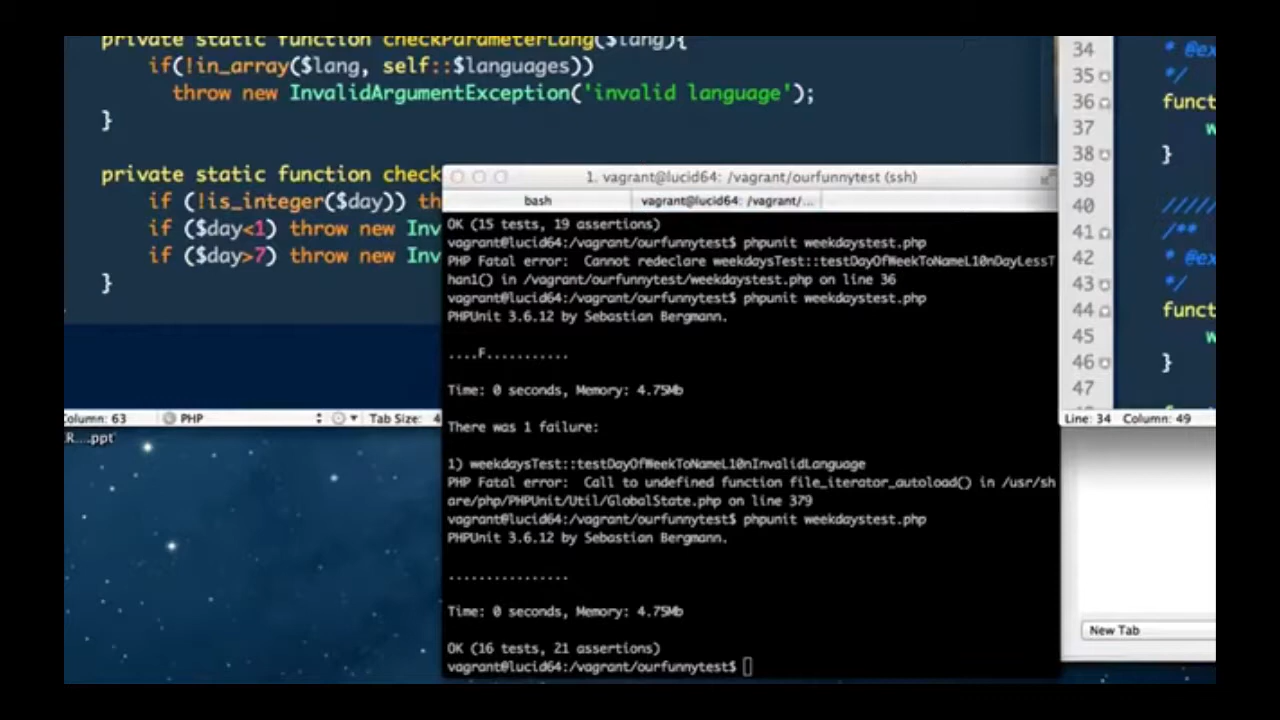 private static function checkParameterLang($lang){
if(!in_array($lang, self::$languages))
throw new InvalidArgumentException('invalid language');
}
private static function check
if (!is_integer($day)) th
if ($day<1) throw new Inv
if ($day>7) throw new Inv
}
Column: 63 PHP Tab Size: 4
R....ppt
1. vagrant@lucid64: /vagrant/ourfunnytest (ssh)
bash vagrant@lucid64: /vagrant/...
OK (15 tests, 19 assertions)
vagrant@lucid64:/vagrant/ourfunnytest$ phpunit weekdaystest.php
PHP Fatal error:  Cannot redeclare weekdaysTest::testDayOfWeekToNameL10nDayLessT
han1() in /vagrant/ourfunnytest/weekdaystest.php on line 36
vagrant@lucid64:/vagrant/ourfunnytest$ phpunit weekdaystest.php
PHPUnit 3.6.12 by Sebastian Bergmann.
....F...........
Time: 0 seconds, Memory: 4.75Mb
There was 1 failure:
1) weekdaysTest::testDayOfWeekToNameL10nInvalidLanguage
PHP Fatal error:  Call to undefined function file_iterator_autoload() in /usr/sh
are/php/PHPUnit/Util/GlobalState.php on line 379
vagrant@lucid64:/vagrant/ourfunnytest$ phpunit weekdaystest.php
PHPUnit 3.6.12 by Sebastian Bergmann.
................
Time: 0 seconds, Memory: 4.75Mb
OK (16 tests, 21 assertions)
vagrant@lucid64:/vagrant/ourfunnytest$
34 * @ex
35 */
36 funct
37 w
38 }
39
40 /////
41 /**
42 * @ex
43 */
44 funct
45 w
46 }
47
Line: 34 Column: 49
New Tab